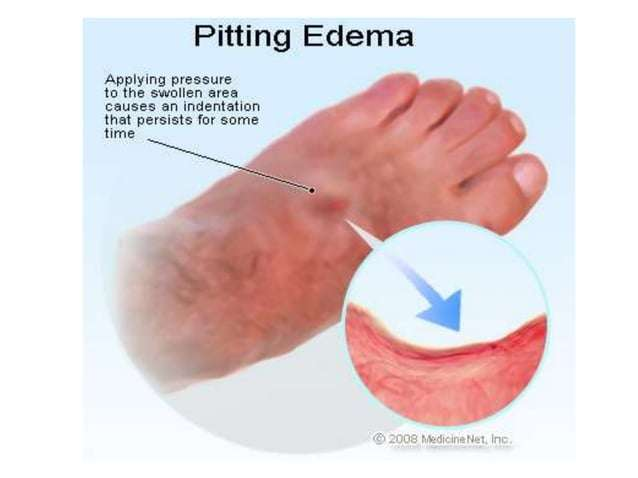 Pitting Edema
Applying pressure
to the swollen area
causes an indentation
that persists for some
time
© 2008 MedicineNet, Inc.